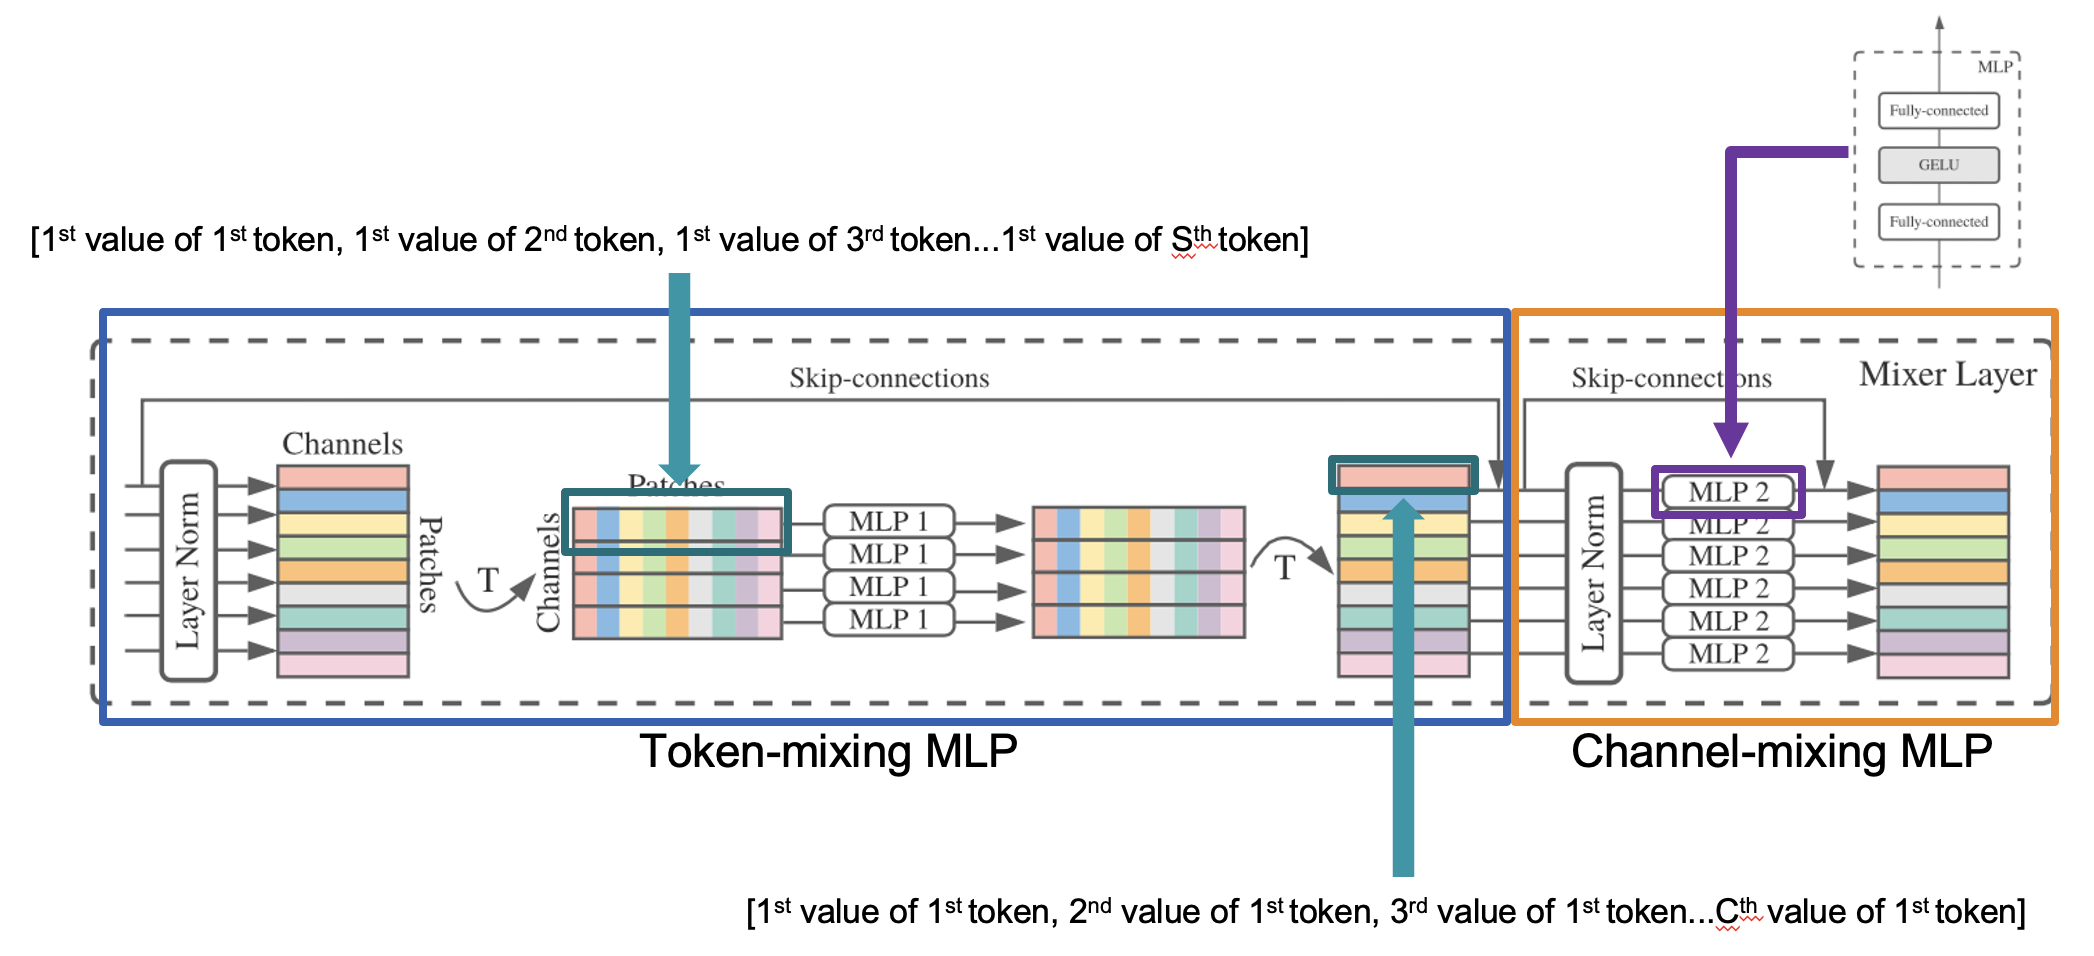 MLP
Fully-connected
GELU
Fully-connected
[1st value of 1st token, 1st value of 2nd token, 1st value of 3rd token...1st value of Sth token]
Skip-connections
Skip-connections
Mixer Layer
Channels
Layer Norm
Patches
T
Channels
Patches
MLP 1
MLP 1
MLP 1
MLP 1
T
Layer Norm
MLP 2
MLP 2
MLP 2
MLP 2
MLP 2
MLP 2
Token-mixing MLP
Channel-mixing MLP
[1st value of 1st token, 2nd value of 1st token, 3rd value of 1st token...Cth value of 1st token]